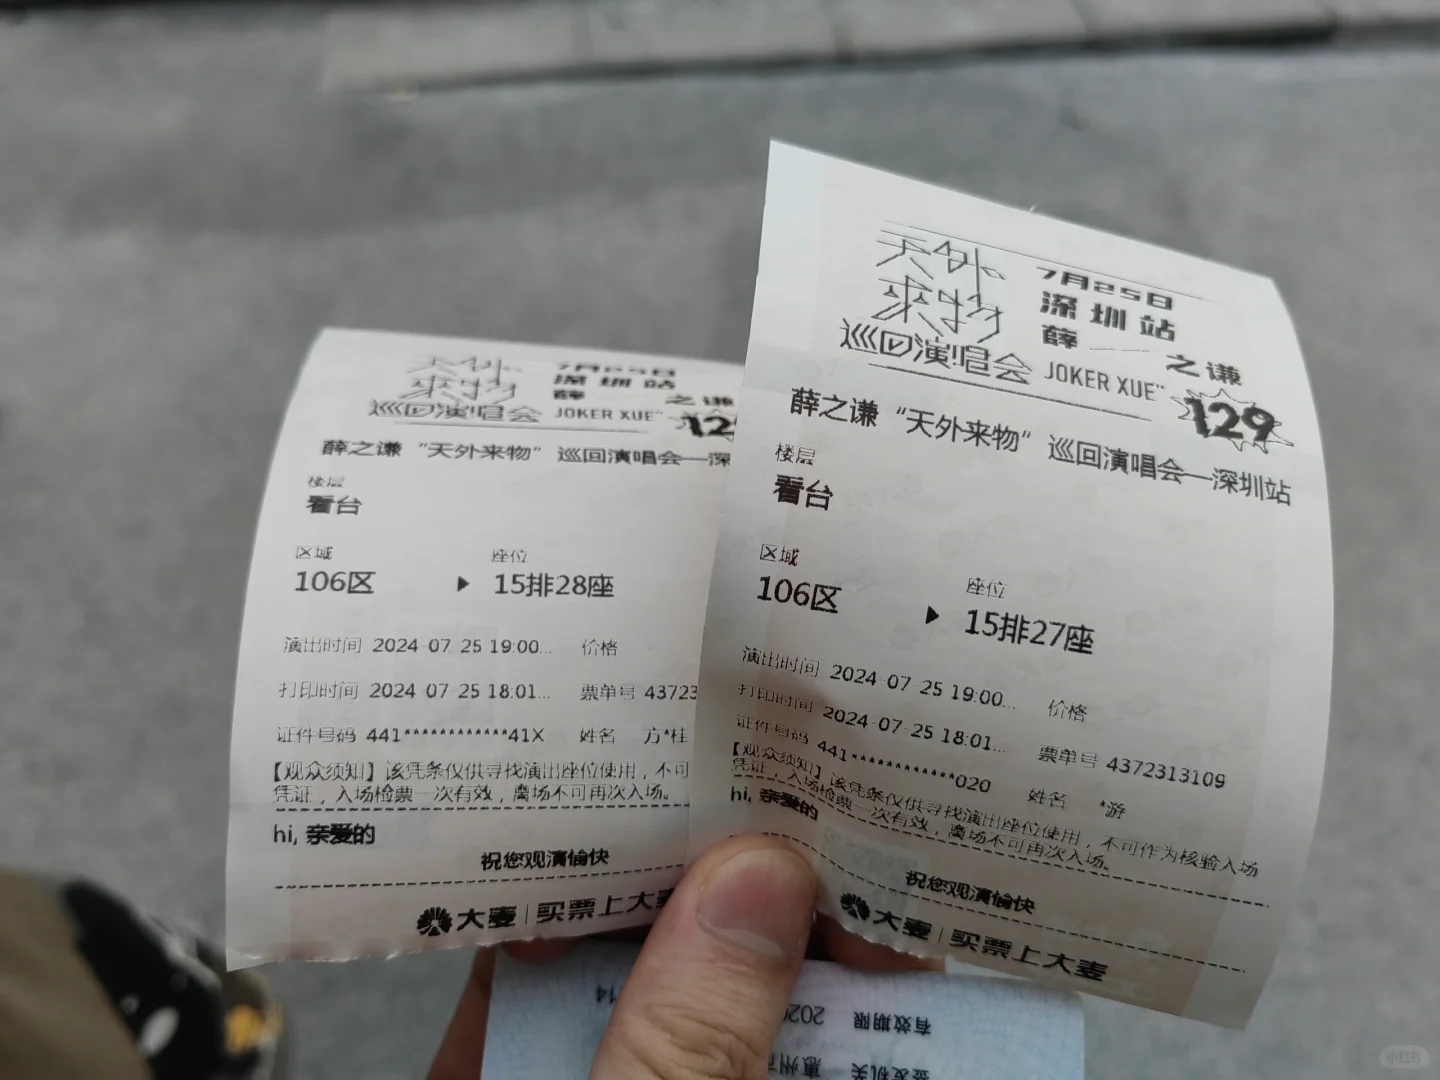 天外
来物
巡回演唱会
7月25日
深圳站
薛 之谦
JOKER XUE
薛之谦 “天外来物” 巡回演唱会—深
楼层
看台
区域 座位
106区 ▶ 15排28座
演出时间 2024-07-25 19:00... 价格
打印时间 2024-07-25 18:01... 票单号 43723
证件号码 441************41X 姓名 方*桂
【观众须知】该凭条仅供寻找演出座位使用，不可
凭证，入场检票一次有效，离场不可再次入场。
hi, 亲爱的
祝您观演愉快
大麦 | 买票上大麦
天外
来物
巡回演唱会
7月25日
深圳站
薛 之谦
JOKER XUE
129
薛之谦 “天外来物” 巡回演唱会—深圳站
楼层
看台
区域 座位
106区 ▶ 15排27座
演出时间 2024-07-25 19:00... 价格
打印时间 2024-07-25 18:01... 票单号 4372313109
证件号码 441************020 姓名 *游
【观众须知】该凭条仅供寻找演出座位使用，不可作为核验入场
凭证，入场检票一次有效，离场不可再次入场。
hi, 亲爱的
祝您观演愉快
大麦 | 买票上大麦
签发机关 惠州市
有效期限 202
小红书